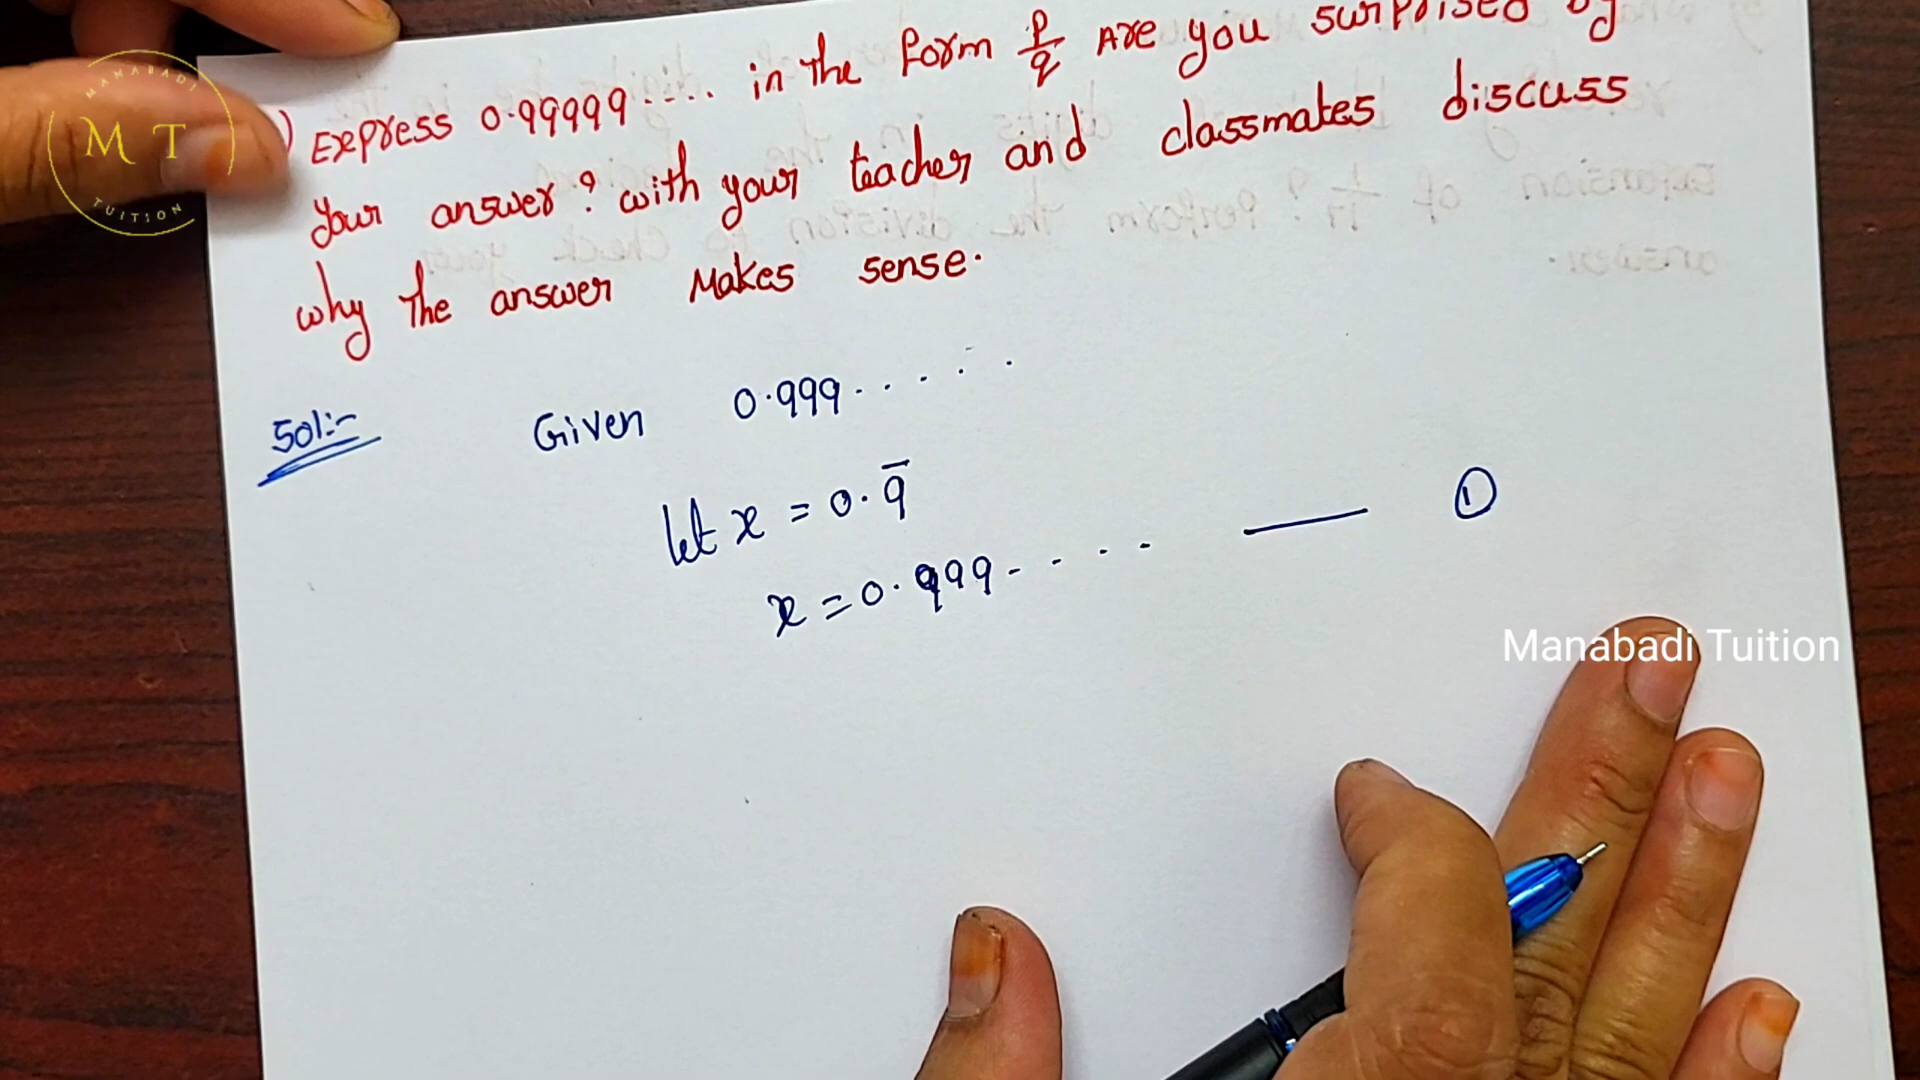 MANABADI
M T
TUITION
) Express 0.99999.... in the form p/q Are you surprised by
your answer? with your teacher and classmates discuss
why the answer Makes sense.
Sol:-
Given 0.999.....
let x = 0.9̅
x = 0.999.... —— ①
Manabadi Tuition